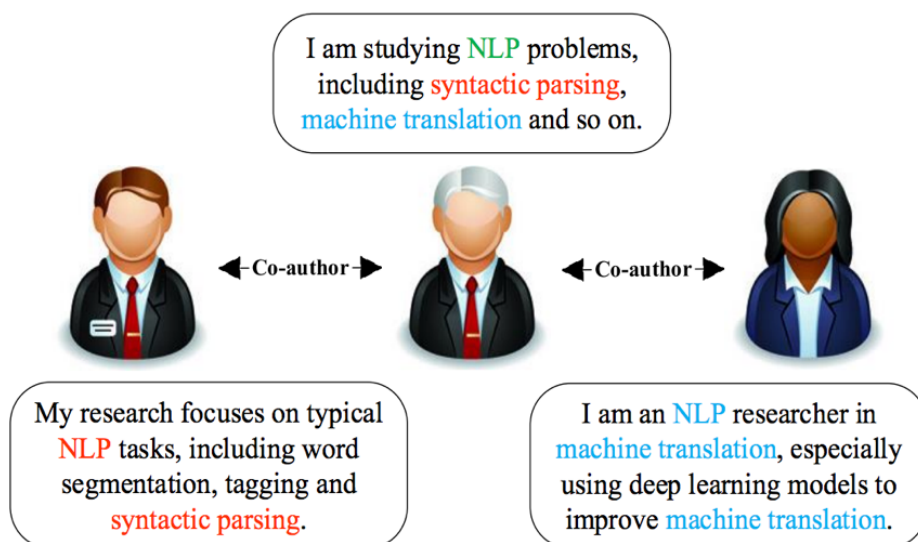 I am studying NLP problems,
including syntactic parsing,
machine translation and so on.
Co-author
Co-author
My research focuses on typical
NLP tasks, including word
segmentation, tagging and
syntactic parsing.
I am an NLP researcher in
machine translation, especially
using deep learning models to
improve machine translation.